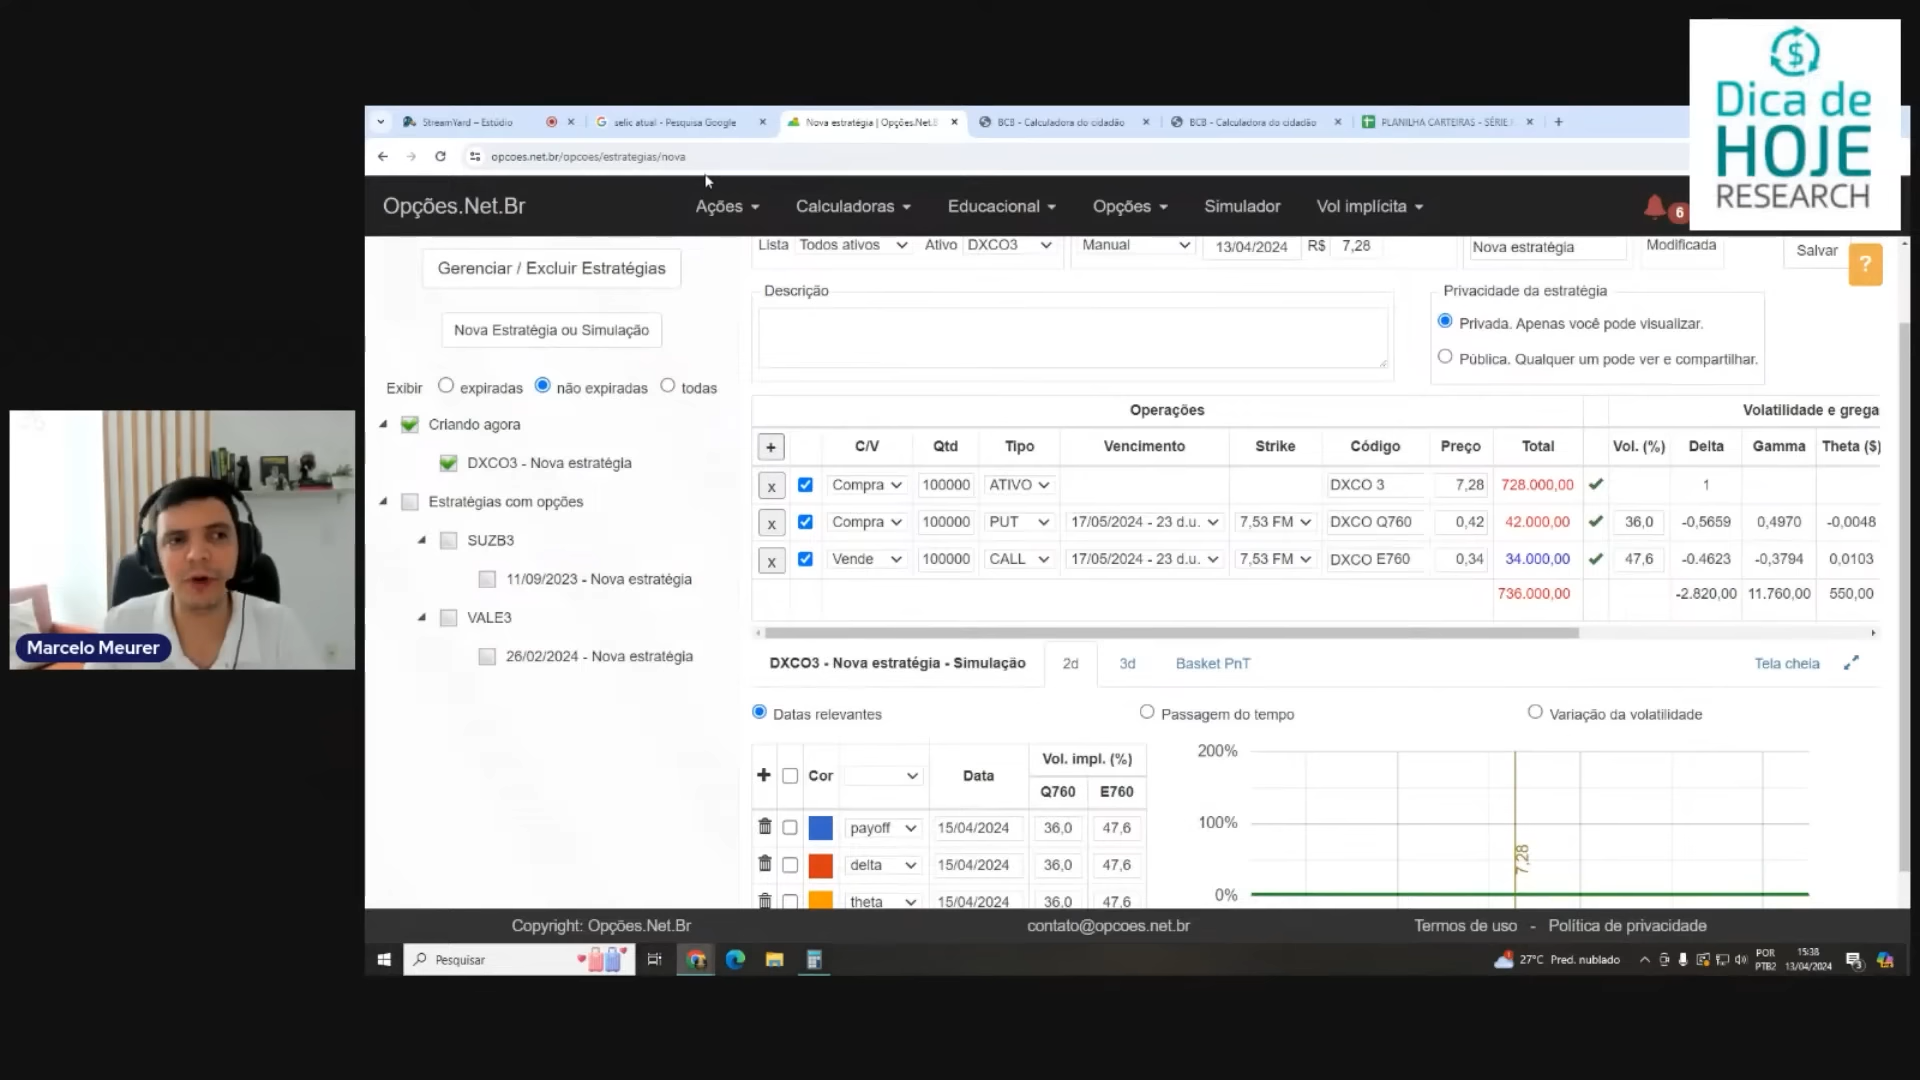 Dica de
HOJE
RESEARCH
StreamYard – Estúdio
selic atual - Pesquisa Google
Nova estratégia | Opções.Net.B
BCB - Calculadora do cidadão
BCB - Calculadora do cidadão
PLANILHA CARTEIRAS - SÉRIE
opcoes.net.br/opcoes/estrategias/nova
Opções.Net.Br
Ações
Calculadoras
Educacional
Opções
Simulador
Vol implícita
6
Gerenciar / Excluir Estratégias
Nova Estratégia ou Simulação
Exibir expiradas não expiradas todas
Criando agora
DXCO3 - Nova estratégia
Estratégias com opções
SUZB3
11/09/2023 - Nova estratégia
VALE3
26/02/2024 - Nova estratégia
Lista Todos ativos Ativo DXCO3 Manual 13/04/2024 R$ 7,28 Nova estratégia Modificada Salvar ?
Descrição
Privacidade da estratégia
Privada. Apenas você pode visualizar.
Pública. Qualquer um pode ver e compartilhar.
Operações Volatilidade e grega
+ C/V Qtd Tipo Vencimento Strike Código Preço Total Vol. (%) Delta Gamma Theta ($)
x Compra 100000 ATIVO DXCO 3 7,28 728.000,00 1
x Compra 100000 PUT 17/05/2024 - 23 d.u. 7,53 FM DXCO Q760 0,42 42.000,00 36,0 -0,5659 0,4970 -0,0048
x Vende 100000 CALL 17/05/2024 - 23 d.u. 7,53 FM DXCO E760 0,34 34.000,00 47,6 -0.4623 -0,3794 0,0103
736.000,00 -2.820,00 11.760,00 550,00
DXCO3 - Nova estratégia - Simulação 2d 3d Basket PnT Tela cheia
Datas relevantes Passagem do tempo Variação da volatilidade
Cor Data Vol. impl. (%)
Q760 E760
payoff 15/04/2024 36,0 47,6
delta 15/04/2024 36,0 47,6
theta 15/04/2024 36,0 47,6
200%
100%
0%
7,28
Copyright: Opções.Net.Br contato@opcoes.net.br Termos de uso - Política de privacidade
Pesquisar
27°C Pred. nublado
POR
PTB2
15:38
13/04/2024
3
Marcelo Meurer